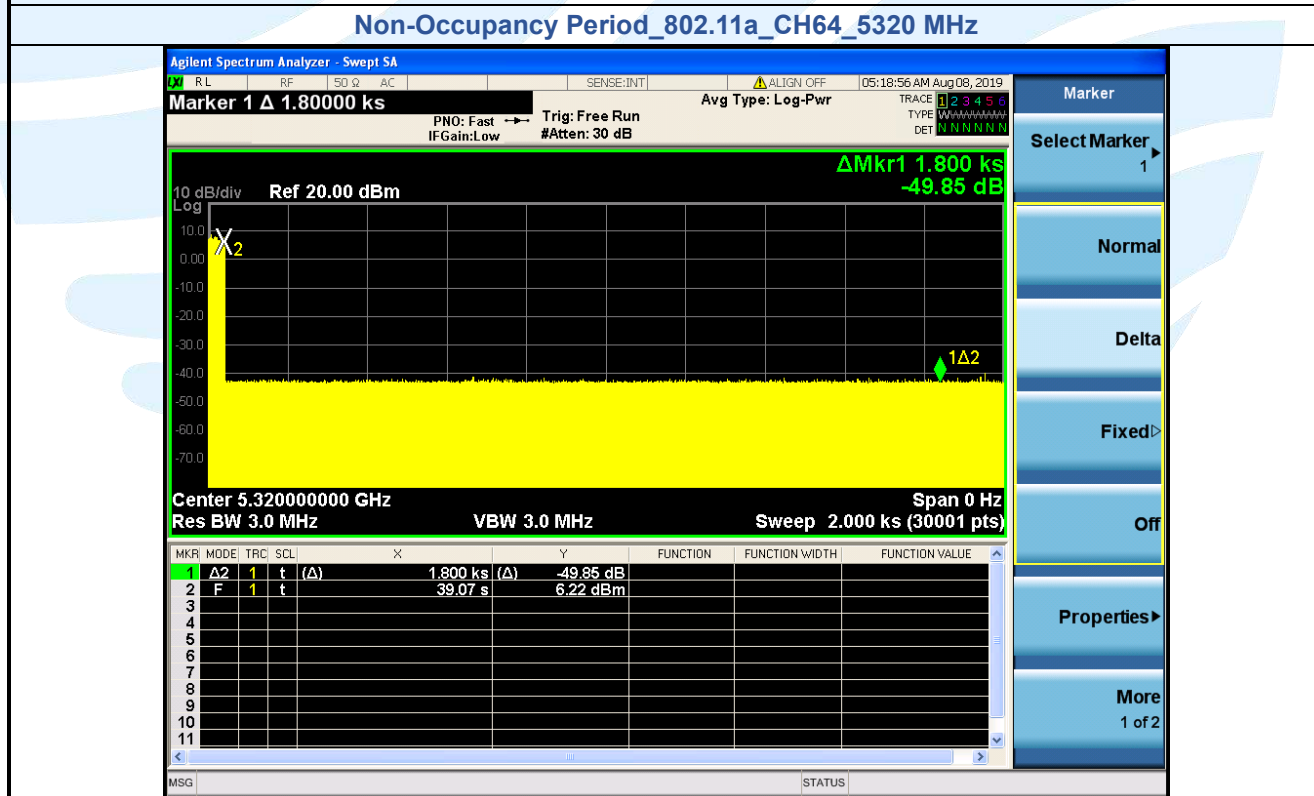 Non-Occupancy Period_802.11a_CH64_5320 MHz
Agilent Spectrum Analyzer - Swept SA
LXI RL RF 50 Ω AC SENSE:INT ALIGN OFF 05:18:56 AM Aug 08, 2019
Marker 1 Δ 1.80000 ks
Avg Type: Log-Pwr
TRACE 1 2 3 4 5 6
TYPE WWWWWW
DET N N N N N N
PNO: Fast
IFGain:Low
Trig: Free Run
#Atten: 30 dB
ΔMkr1 1.800 ks
-49.85 dB
10 dB/div Ref 20.00 dBm
Log
10.0
0.00
-10.0
-20.0
-30.0
-40.0
-50.0
-60.0
-70.0
2
1Δ2
Center 5.320000000 GHz Span 0 Hz
Res BW 3.0 MHz VBW 3.0 MHz Sweep 2.000 ks (30001 pts)
MKR MODE TRC SCL X Y FUNCTION FUNCTION WIDTH FUNCTION VALUE
1 Δ2 1 t (Δ) 1.800 ks (Δ) -49.85 dB
2 F 1 t 39.07 s 6.22 dBm
3
4
5
6
7
8
9
10
11
MSG STATUS
Marker
Select Marker
1
Normal
Delta
Fixed
Off
Properties
More
1 of 2